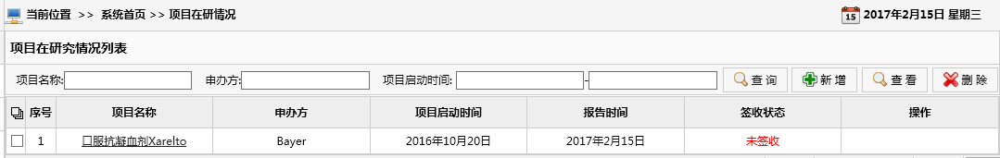 当前位置 >> 系统首页 >> 项目在研情况 15 2017年2月15日 星期三
项目在研究情况列表
项目名称: 申办方: 项目启动时间: - 查 询 新 增 查 看 删 除
序号 项目名称 申办方 项目启动时间 报告时间 签收状态 操作
1 口服抗凝血剂Xarelto Bayer 2016年10月20日 2017年2月15日 未签收